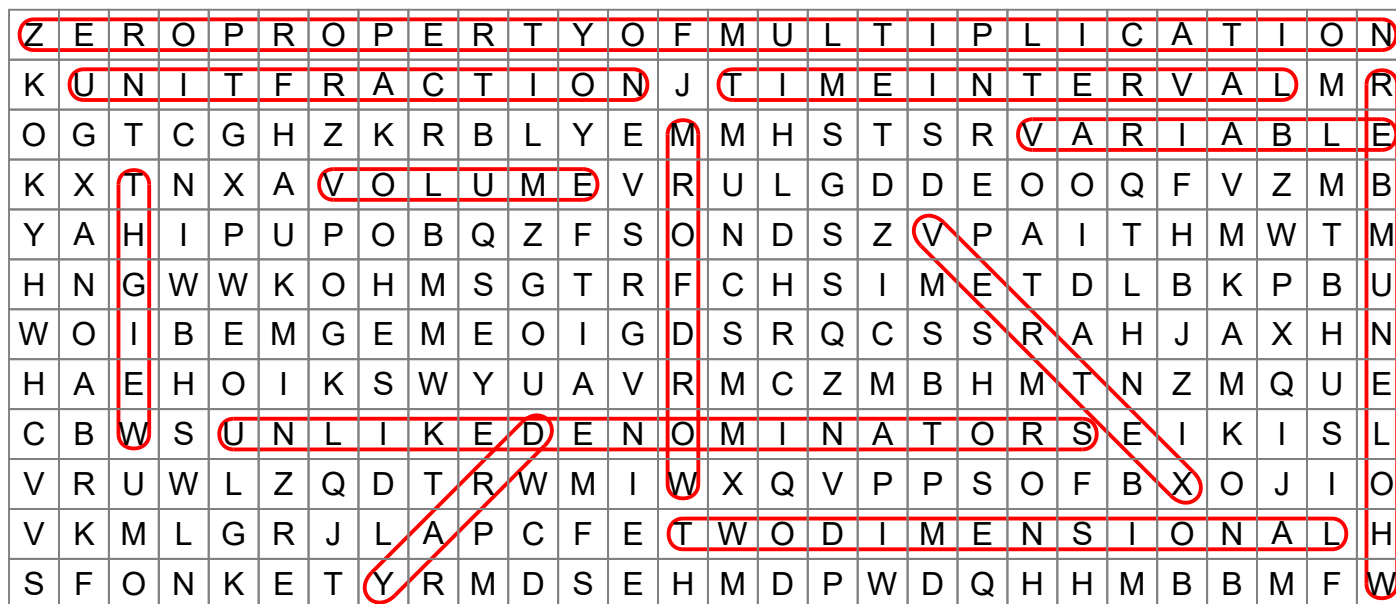 Z E R O P R O P E R T Y O F M U L T I P L I C A T I O N
K U N I T F R A C T I O N J T I M E I N T E R V A L M R
O G T C G H Z K R B L Y E M M H S T S R V A R I A B L E
K X T N X A V O L U M E V R U L G D D E O O Q F V Z M B
Y A H I P U P O B Q Z F S O N D S Z V P A I T H M W T M
H N G W W K O H M S G T R F C H S I M E T D L B K P B U
W O I B E M G E M E O I G D S R Q C S S R A H J A X H N
H A E H O I K S W Y U A V R M C Z M B H M T N Z M Q U E
C B W S U N L I K E D E N O M I N A T O R S E I K I S L
V R U W L Z Q D T R W M I W X Q V P P S O F B X O J I O
V K M L G R J L A P C F E T W O D I M E N S I O N A L H
S F O N K E T Y R M D S E H M D P W D Q H H M B B M F W